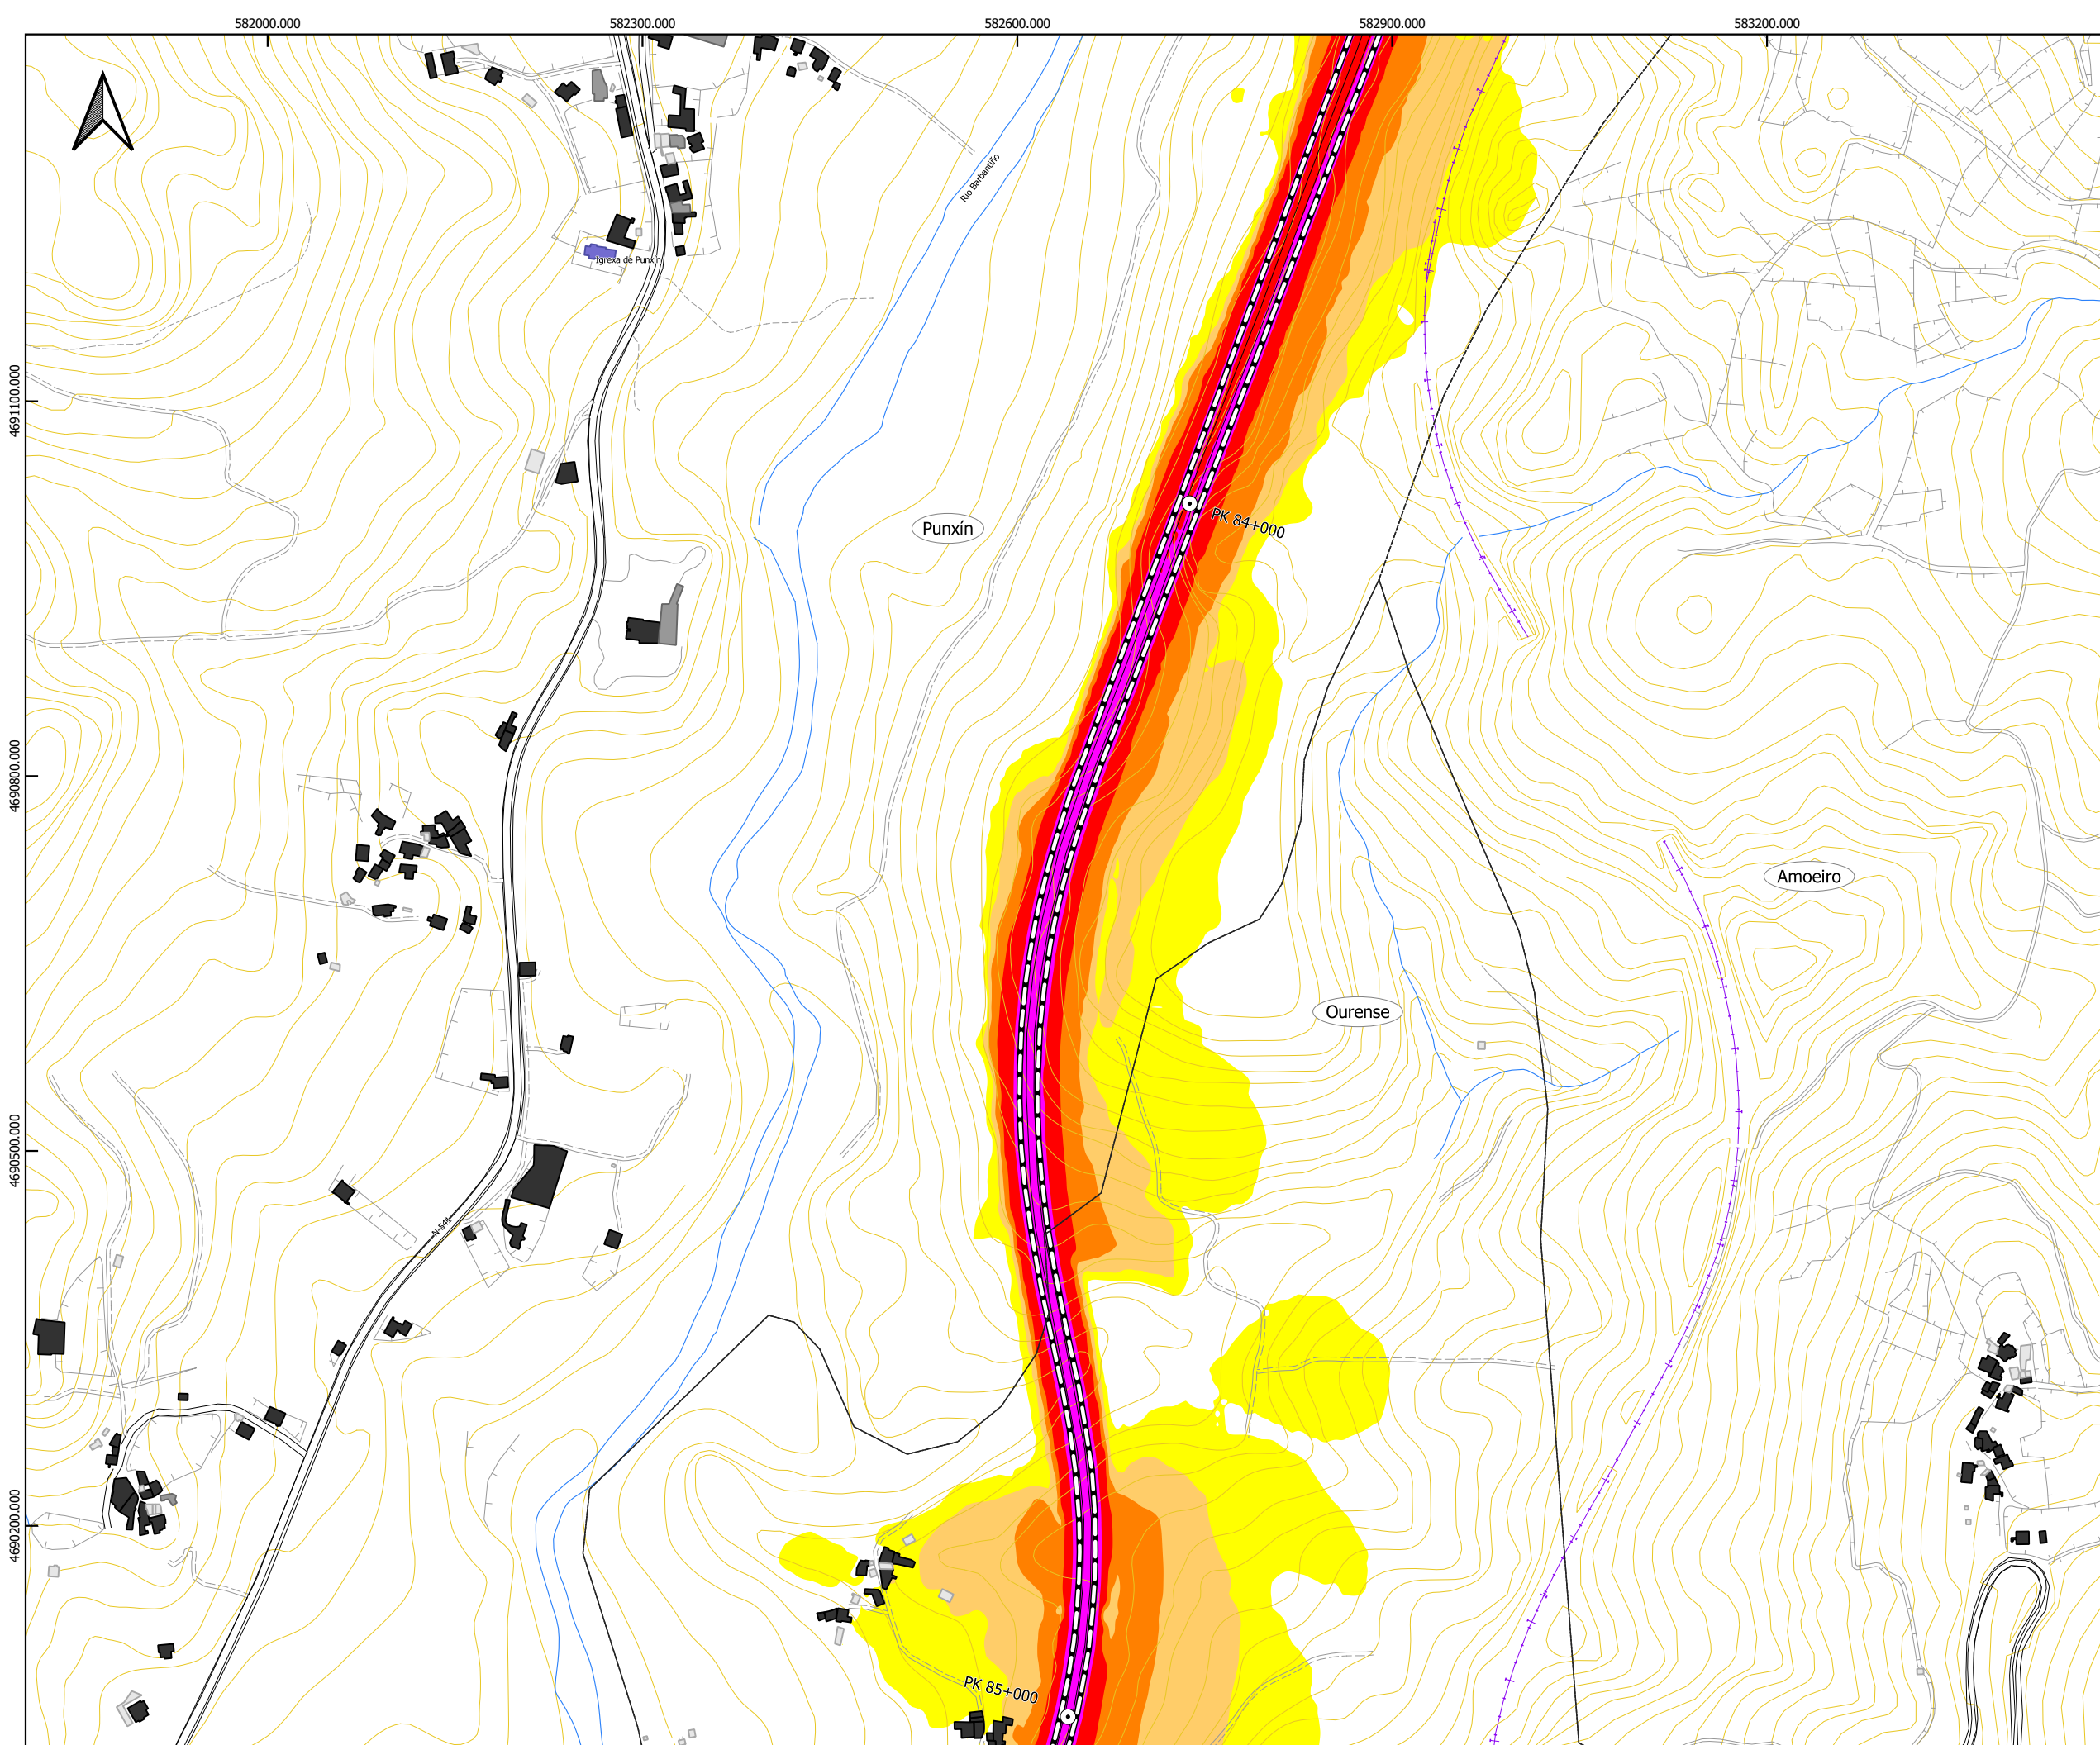 582000.000
582300.000
582600.000
582900.000
583200.000
Río Barbantiño
Igrexa de Punxín
4691100.000
Punxín
PK 84+000
4690800.000
Amoeiro
Ourense
4690500.000
N-541
4690200.000
PK 85+000